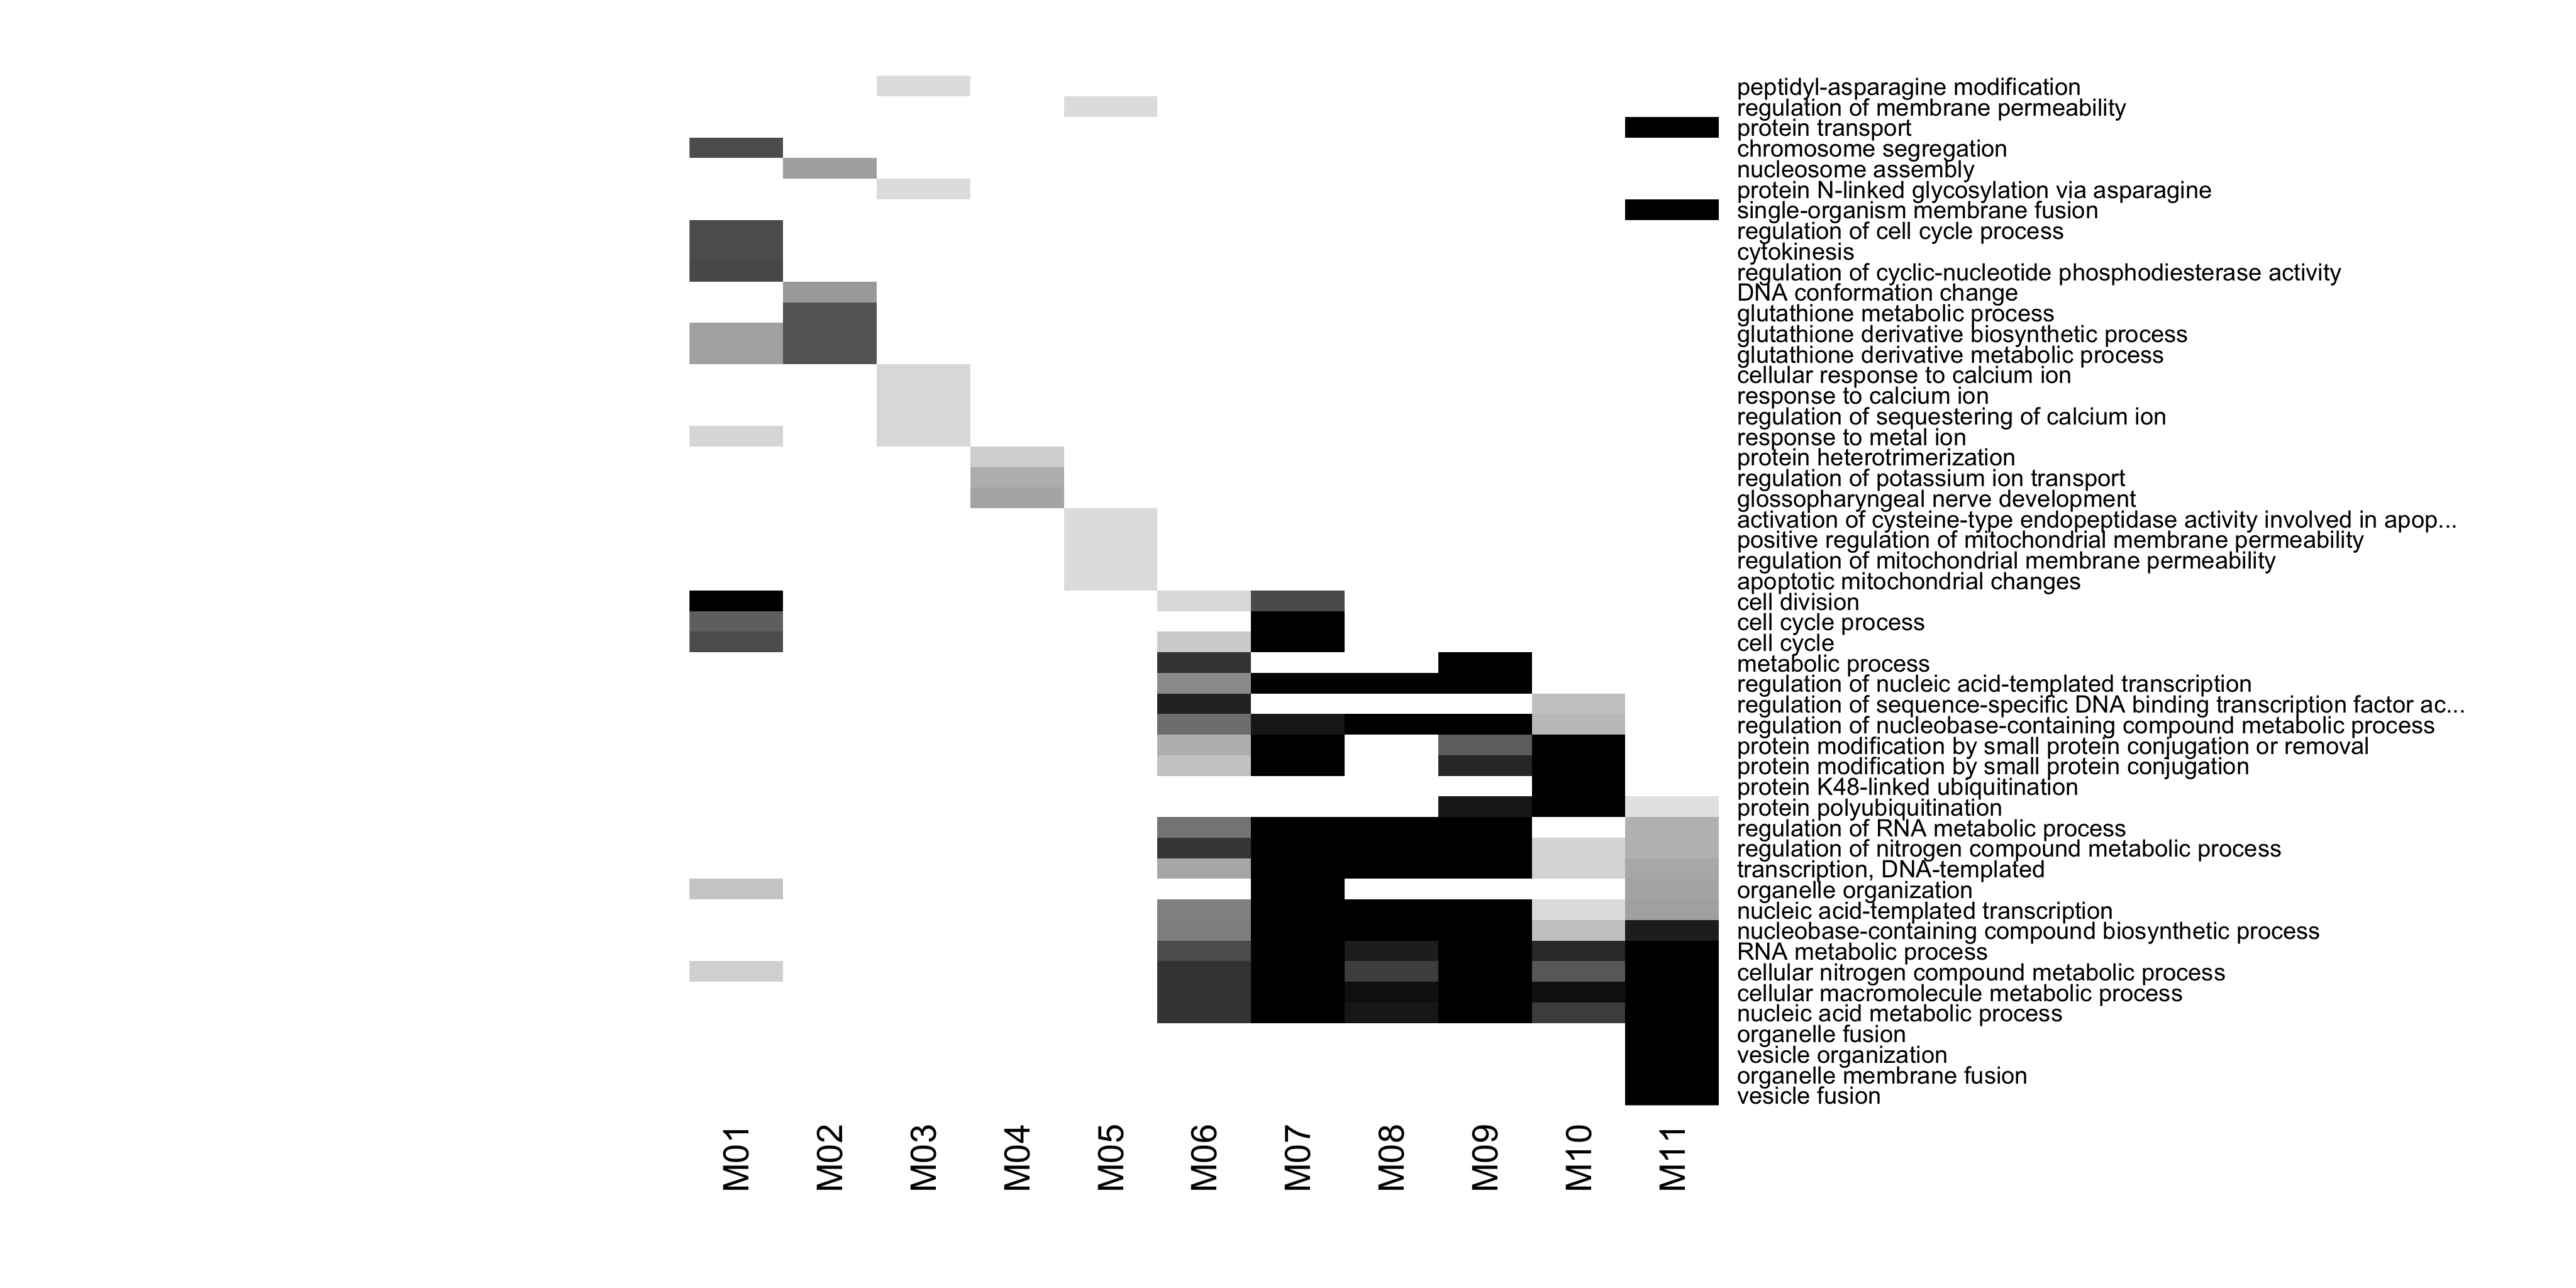 peptidyl-asparagine modification
regulation of membrane permeability
protein transport
chromosome segregation
nucleosome assembly
protein N-linked glycosylation via asparagine
single-organism membrane fusion
regulation of cell cycle process
cytokinesis
regulation of cyclic-nucleotide phosphodiesterase activity
DNA conformation change
glutathione metabolic process
glutathione derivative biosynthetic process
glutathione derivative metabolic process
cellular response to calcium ion
response to calcium ion
regulation of sequestering of calcium ion
response to metal ion
protein heterotrimerization
regulation of potassium ion transport
glossopharyngeal nerve development
activation of cysteine-type endopeptidase activity involved in apop...
positive regulation of mitochondrial membrane permeability
regulation of mitochondrial membrane permeability
apoptotic mitochondrial changes
cell division
cell cycle process
cell cycle
metabolic process
regulation of nucleic acid-templated transcription
regulation of sequence-specific DNA binding transcription factor ac...
regulation of nucleobase-containing compound metabolic process
protein modification by small protein conjugation or removal
protein modification by small protein conjugation
protein K48-linked ubiquitination
protein polyubiquitination
regulation of RNA metabolic process
regulation of nitrogen compound metabolic process
transcription, DNA-templated
organelle organization
nucleic acid-templated transcription
nucleobase-containing compound biosynthetic process
RNA metabolic process
cellular nitrogen compound metabolic process
cellular macromolecule metabolic process
nucleic acid metabolic process
organelle fusion
vesicle organization
organelle membrane fusion
vesicle fusion
M01
M02
M03
M04
M05
M06
M07
M08
M09
M10
M11